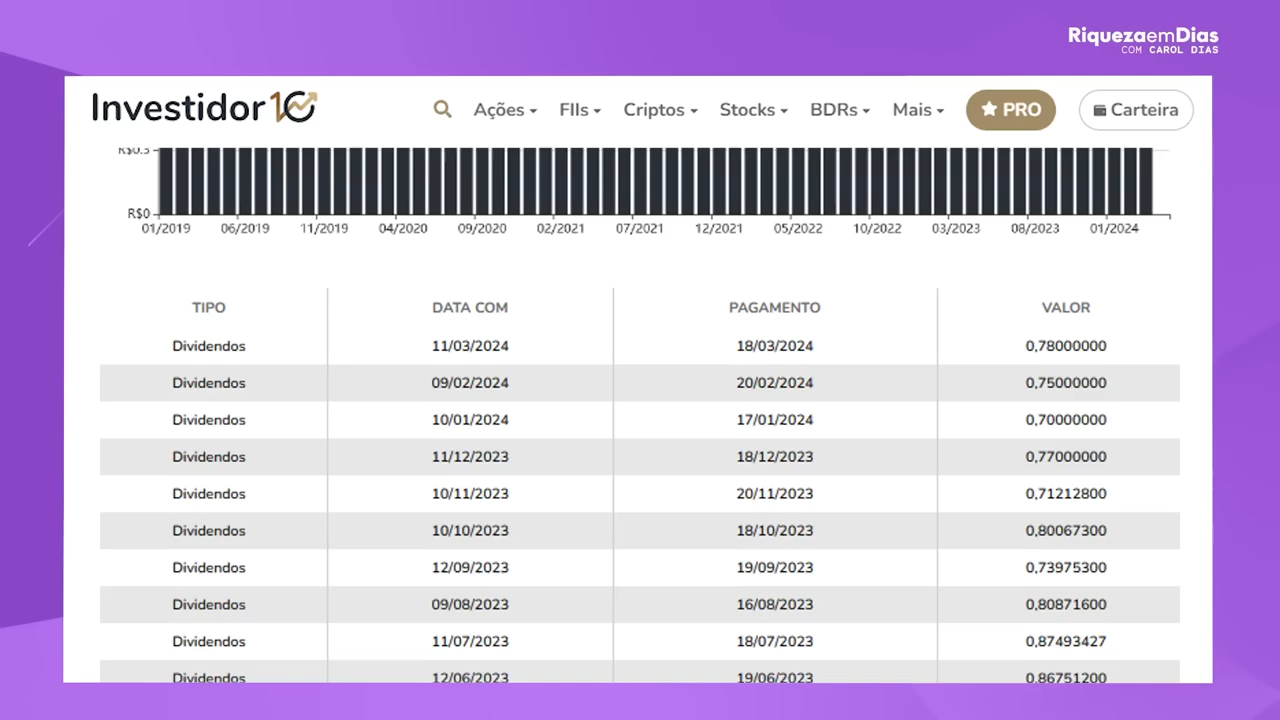 RiquezaemDias
COM CAROL DIAS
Investidor10
Ações FIIs Criptos Stocks BDRs Mais PRO Carteira
R$0.3
R$0
01/2019 06/2019 11/2019 04/2020 09/2020 02/2021 07/2021 12/2021 05/2022 10/2022 03/2023 08/2023 01/2024
TIPO DATA COM PAGAMENTO VALOR
Dividendos 11/03/2024 18/03/2024 0,78000000
Dividendos 09/02/2024 20/02/2024 0,75000000
Dividendos 10/01/2024 17/01/2024 0,70000000
Dividendos 11/12/2023 18/12/2023 0,77000000
Dividendos 10/11/2023 20/11/2023 0,71212800
Dividendos 10/10/2023 18/10/2023 0,80067300
Dividendos 12/09/2023 19/09/2023 0,73975300
Dividendos 09/08/2023 16/08/2023 0,80871600
Dividendos 11/07/2023 18/07/2023 0,87493427
Dividendos 12/06/2023 19/06/2023 0,86751200